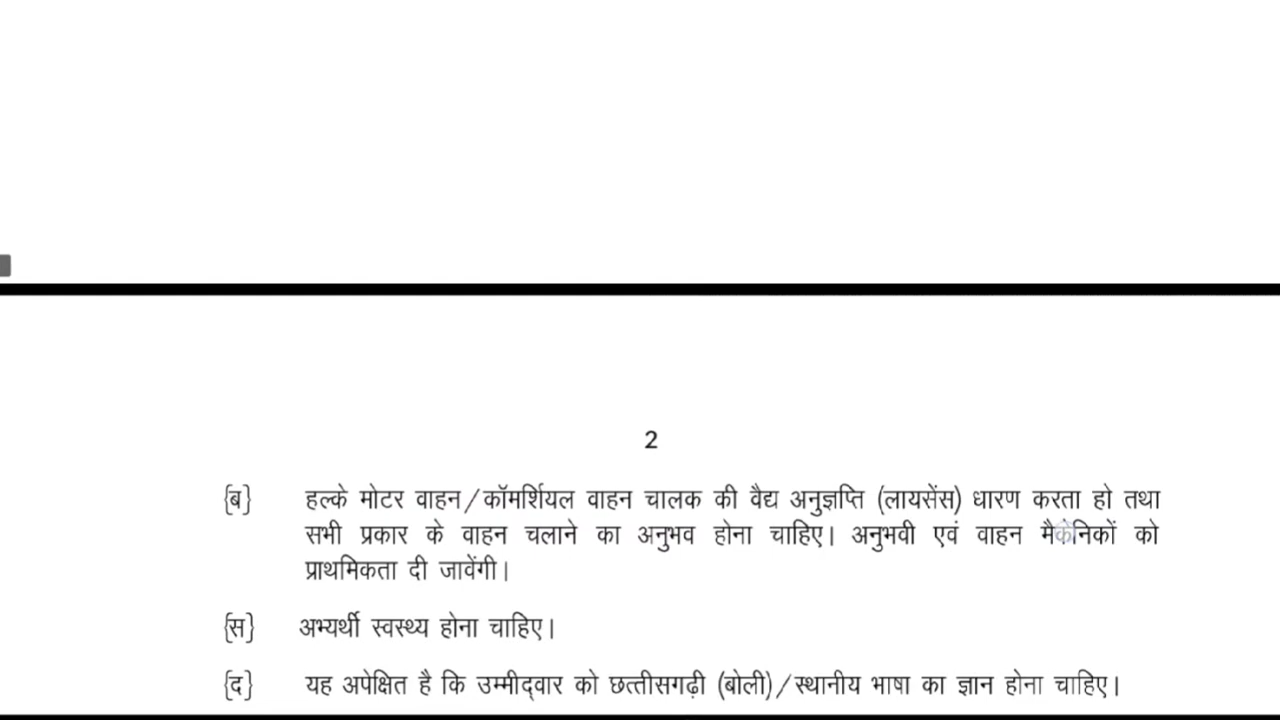 2
{ब} हल्के मोटर वाहन/कॉमर्शियल वाहन चालक की वैद्य अनुज्ञप्ति (लायसेंस) धारण करता हो तथा
सभी प्रकार के वाहन चलाने का अनुभव होना चाहिए। अनुभवी एवं वाहन मैकेनिकों को
प्राथमिकता दी जावेंगी।
{स} अभ्यर्थी स्वस्थ्य होना चाहिए।
{द} यह अपेक्षित है कि उम्मीद्वार को छत्तीसगढ़ी (बोली)/स्थानीय भाषा का ज्ञान होना चाहिए।